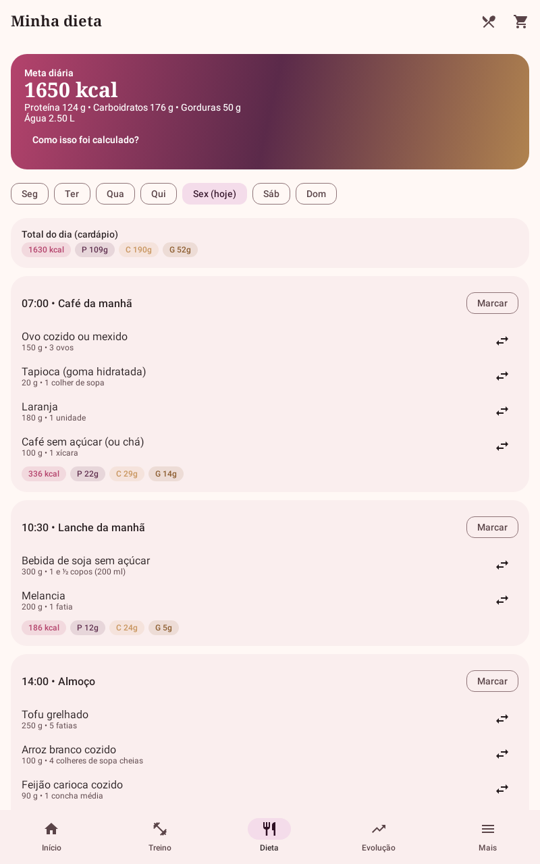 Minha dieta
Meta diária
1650 kcal
Proteína 124 g • Carboidratos 176 g • Gorduras 50 g
Água 2.50 L
Como isso foi calculado?
Seg
Ter
Qua
Qui
Sex (hoje)
Sáb
Dom
Total do dia (cardápio)
1630 kcal P 109g C 190g G 52g
07:00 • Café da manhã
Marcar
Ovo cozido ou mexido
150 g • 3 ovos
Tapioca (goma hidratada)
20 g • 1 colher de sopa
Laranja
180 g • 1 unidade
Café sem açúcar (ou chá)
100 g • 1 xícara
336 kcal P 22g C 29g G 14g
10:30 • Lanche da manhã
Marcar
Bebida de soja sem açúcar
300 g • 1 e ½ copos (200 ml)
Melancia
200 g • 1 fatia
186 kcal P 12g C 24g G 5g
14:00 • Almoço
Marcar
Tofu grelhado
250 g • 5 fatias
Arroz branco cozido
100 g • 4 colheres de sopa cheias
Feijão carioca cozido
90 g • 1 concha média
Início
Treino
Dieta
Evolução
Mais